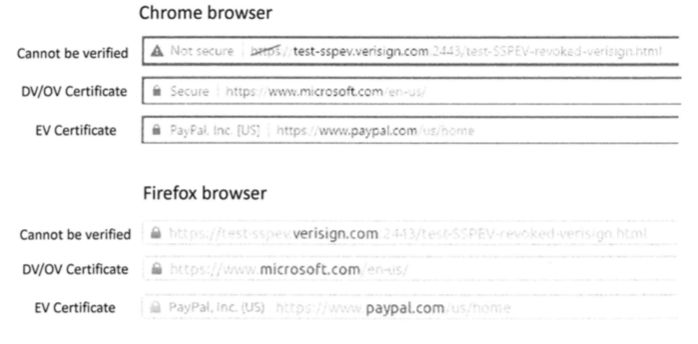 Chrome browser
Cannot be verified Not secure https://test-sspev.verisign.com:2443/test-SSPEV-revoked-verisign.html
DV/OV Certificate Secure https://www.microsoft.com/en-us/
EV Certificate PayPal, Inc. [US] https://www.paypal.com/us/home
Firefox browser
Cannot be verified https://test-sspev.verisign.com:2443/test-SSPEV-revoked-verisign.html
DV/OV Certificate https://www.microsoft.com/en-us/
EV Certificate PayPal, Inc. (US) https://www.paypal.com/us/home